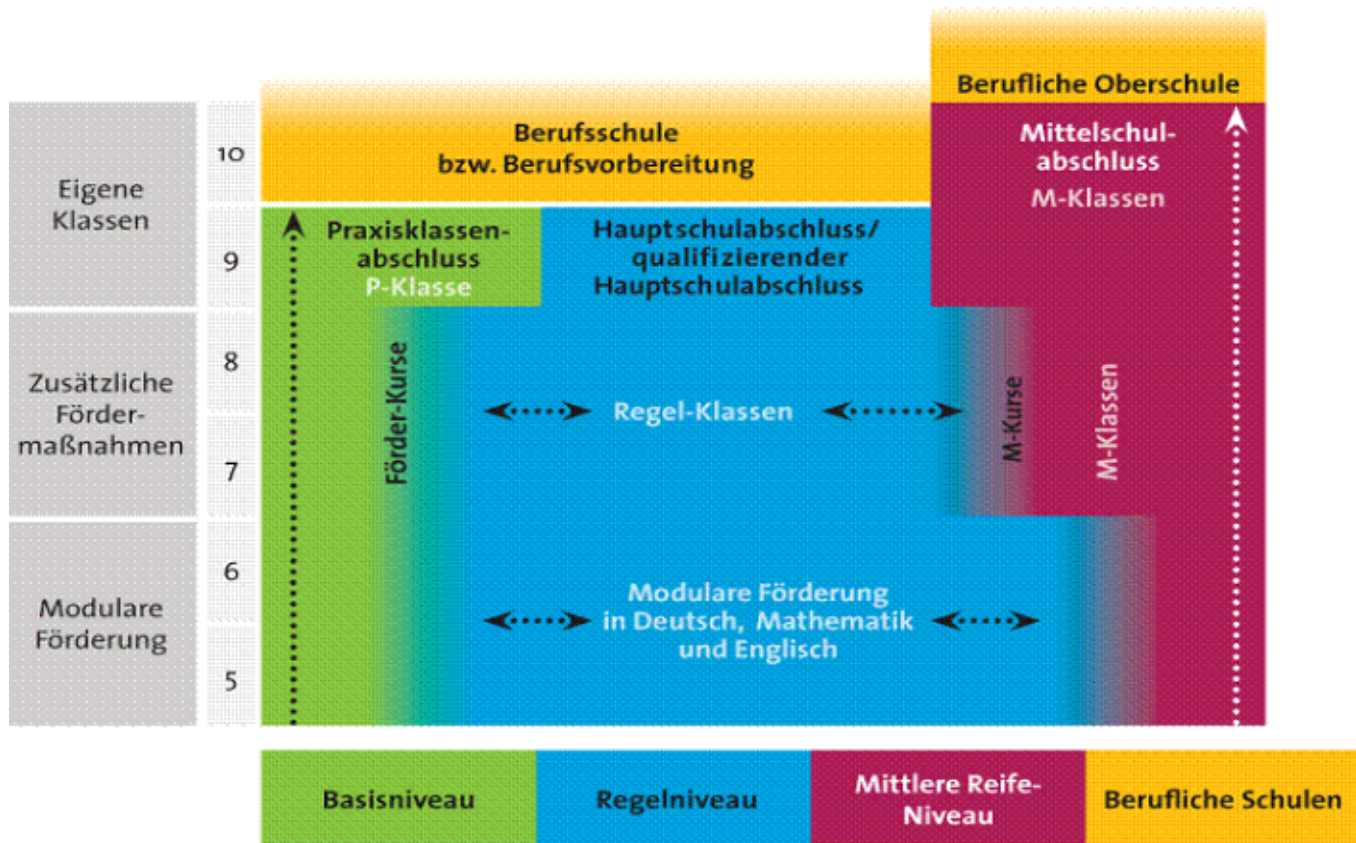 Berufliche Oberschule
Eigene
Klassen
10
Berufsschule
bzw. Berufsvorbereitung
Mittelschul-
abschluss
M-Klassen
9
Praxisklassen-
abschluss
P-Klasse
Hauptschulabschluss/
qualifizierender
Hauptschulabschluss
Zusätzliche
Förder-
maßnahmen
8
7
Förder-Kurse
Regel-Klassen
M-Kurse
M-Klassen
Modulare
Förderung
6
5
Modulare Förderung
in Deutsch, Mathematik
und Englisch
Basisniveau
Regelniveau
Mittlere Reife-
Niveau
Berufliche Schulen